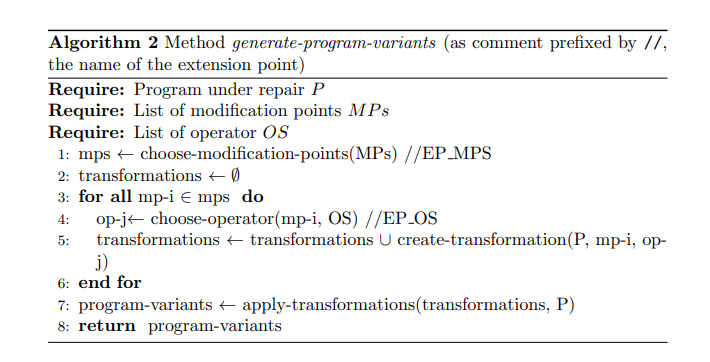 Algorithm 2 Method generate-program-variants (as comment prefixed by //,
the name of the extension point)
Require: Program under repair P
Require: List of modification points MPs
Require: List of operator OS
1: mps ← choose-modification-points(MPs) //EP_MPS
2: transformations ← ∅
3: for all mp-i ∈ mps do
4: op-j← choose-operator(mp-i, OS) //EP_OS
5: transformations ← transformations ∪ create-transformation(P, mp-i, op-
j)
6: end for
7: program-variants ← apply-transformations(transformations, P)
8: return program-variants